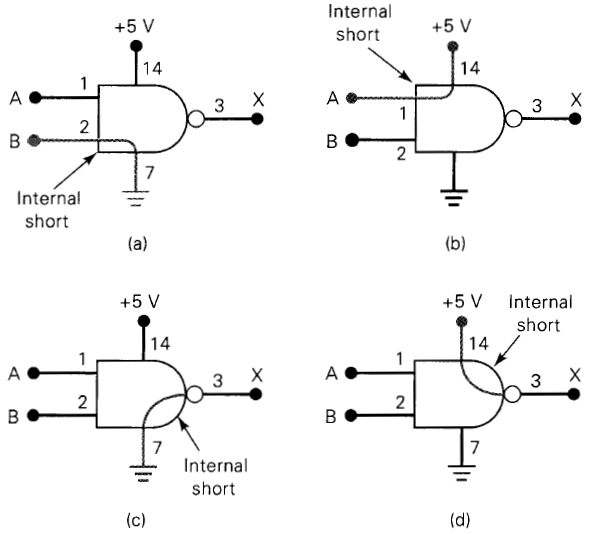 +5 V
14
A
1
3
X
B
2
7
Internal
short
(a)
Internal
short
+5 V
14
A
1
3
X
B
2
(b)
+5 V
14
A
1
3
X
B
2
7
Internal
short
(c)
+5 V
Internal
short
14
A
1
3
X
B
2
7
(d)